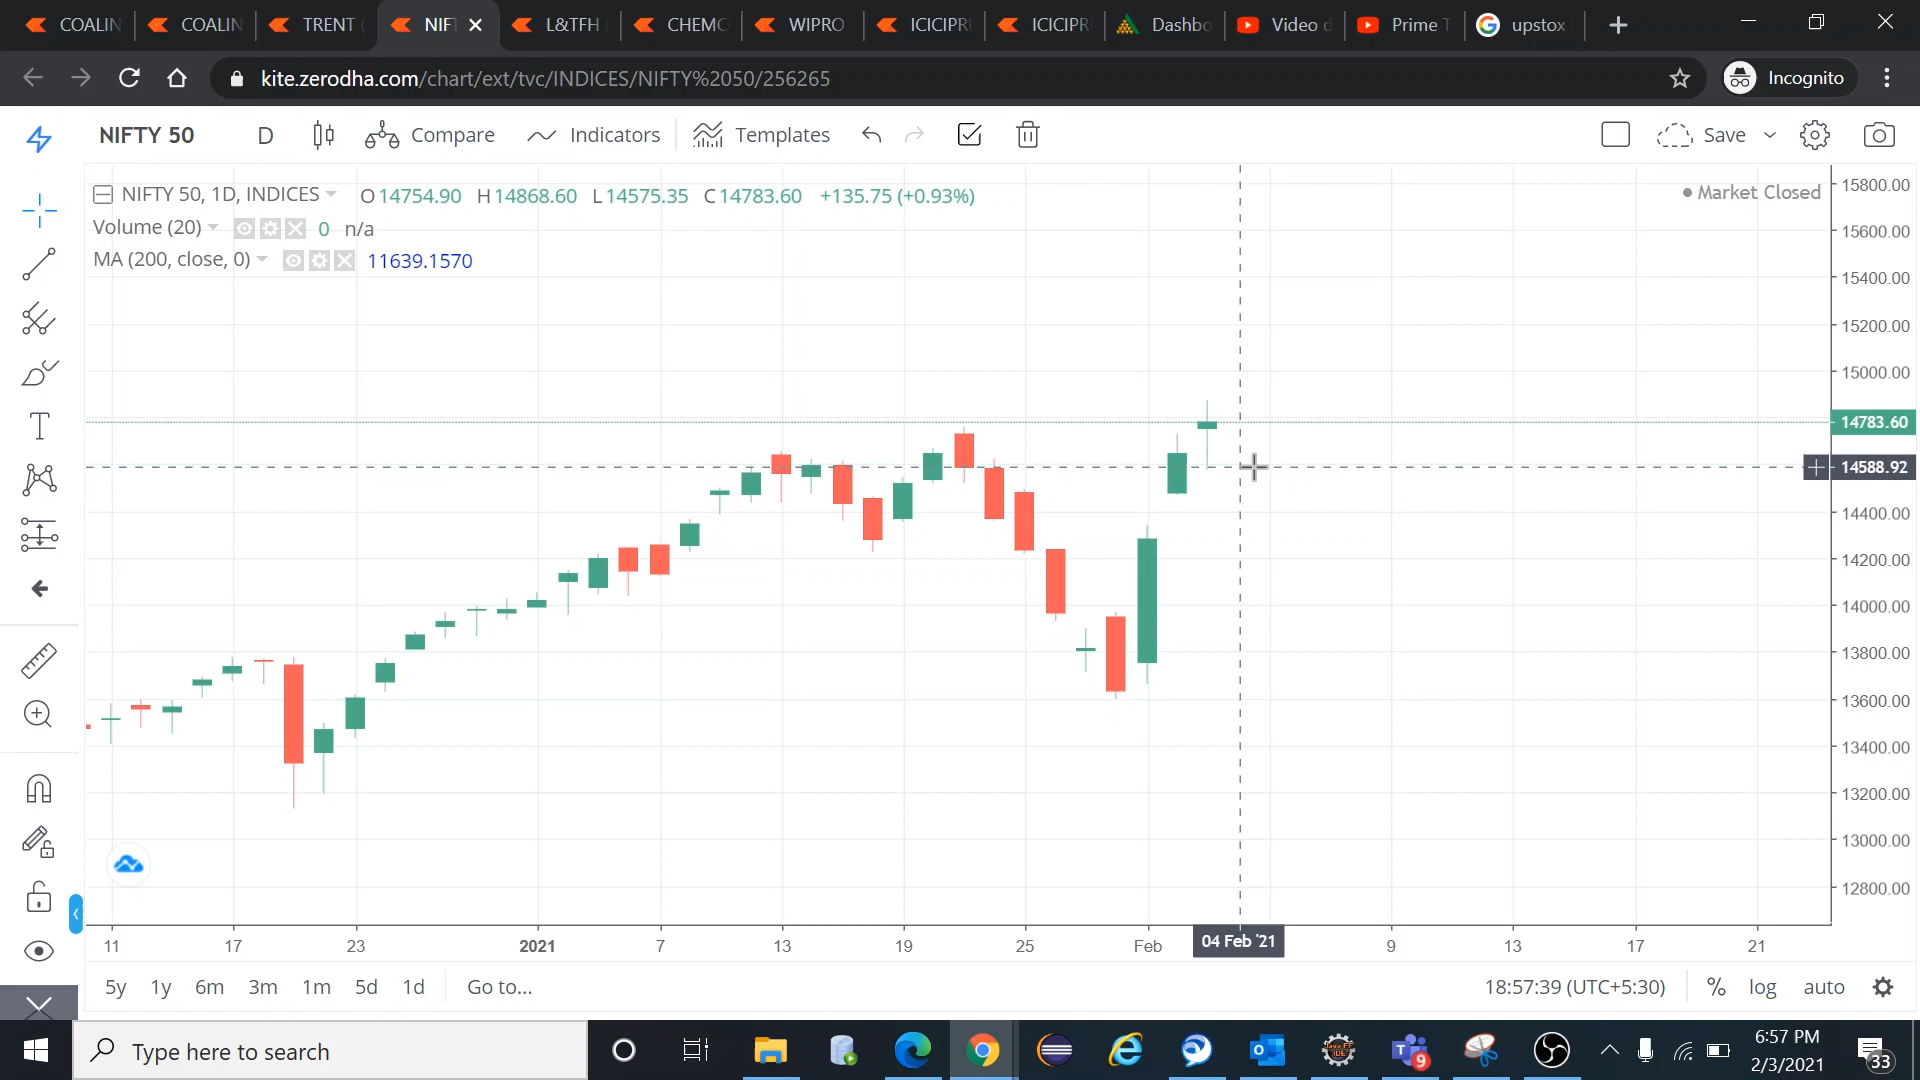 COALIN COALIN TRENT NIFT L&TFH CHEMC WIPRO ICICIPR ICICIPR Dashbo Video d Prime T upstox
kite.zerodha.com/chart/ext/tvc/INDICES/NIFTY%2050/256265 Incognito
NIFTY 50 D Compare Indicators Templates Save
NIFTY 50, 1D, INDICES O14754.90 H14868.60 L14575.35 C14783.60 +135.75 (+0.93%) Market Closed
Volume (20) 0 n/a
MA (200, close, 0) 11639.1570
15800.00
15600.00
15400.00
15200.00
15000.00
14783.60
14588.92
14400.00
14200.00
14000.00
13800.00
13600.00
13400.00
13200.00
13000.00
12800.00
11 17 23 2021 7 13 19 25 Feb 04 Feb '21 9 13 17 21
5y 1y 6m 3m 1m 5d 1d Go to... 18:57:39 (UTC+5:30) % log auto
Type here to search 9 6:57 PM
2/3/2021 33